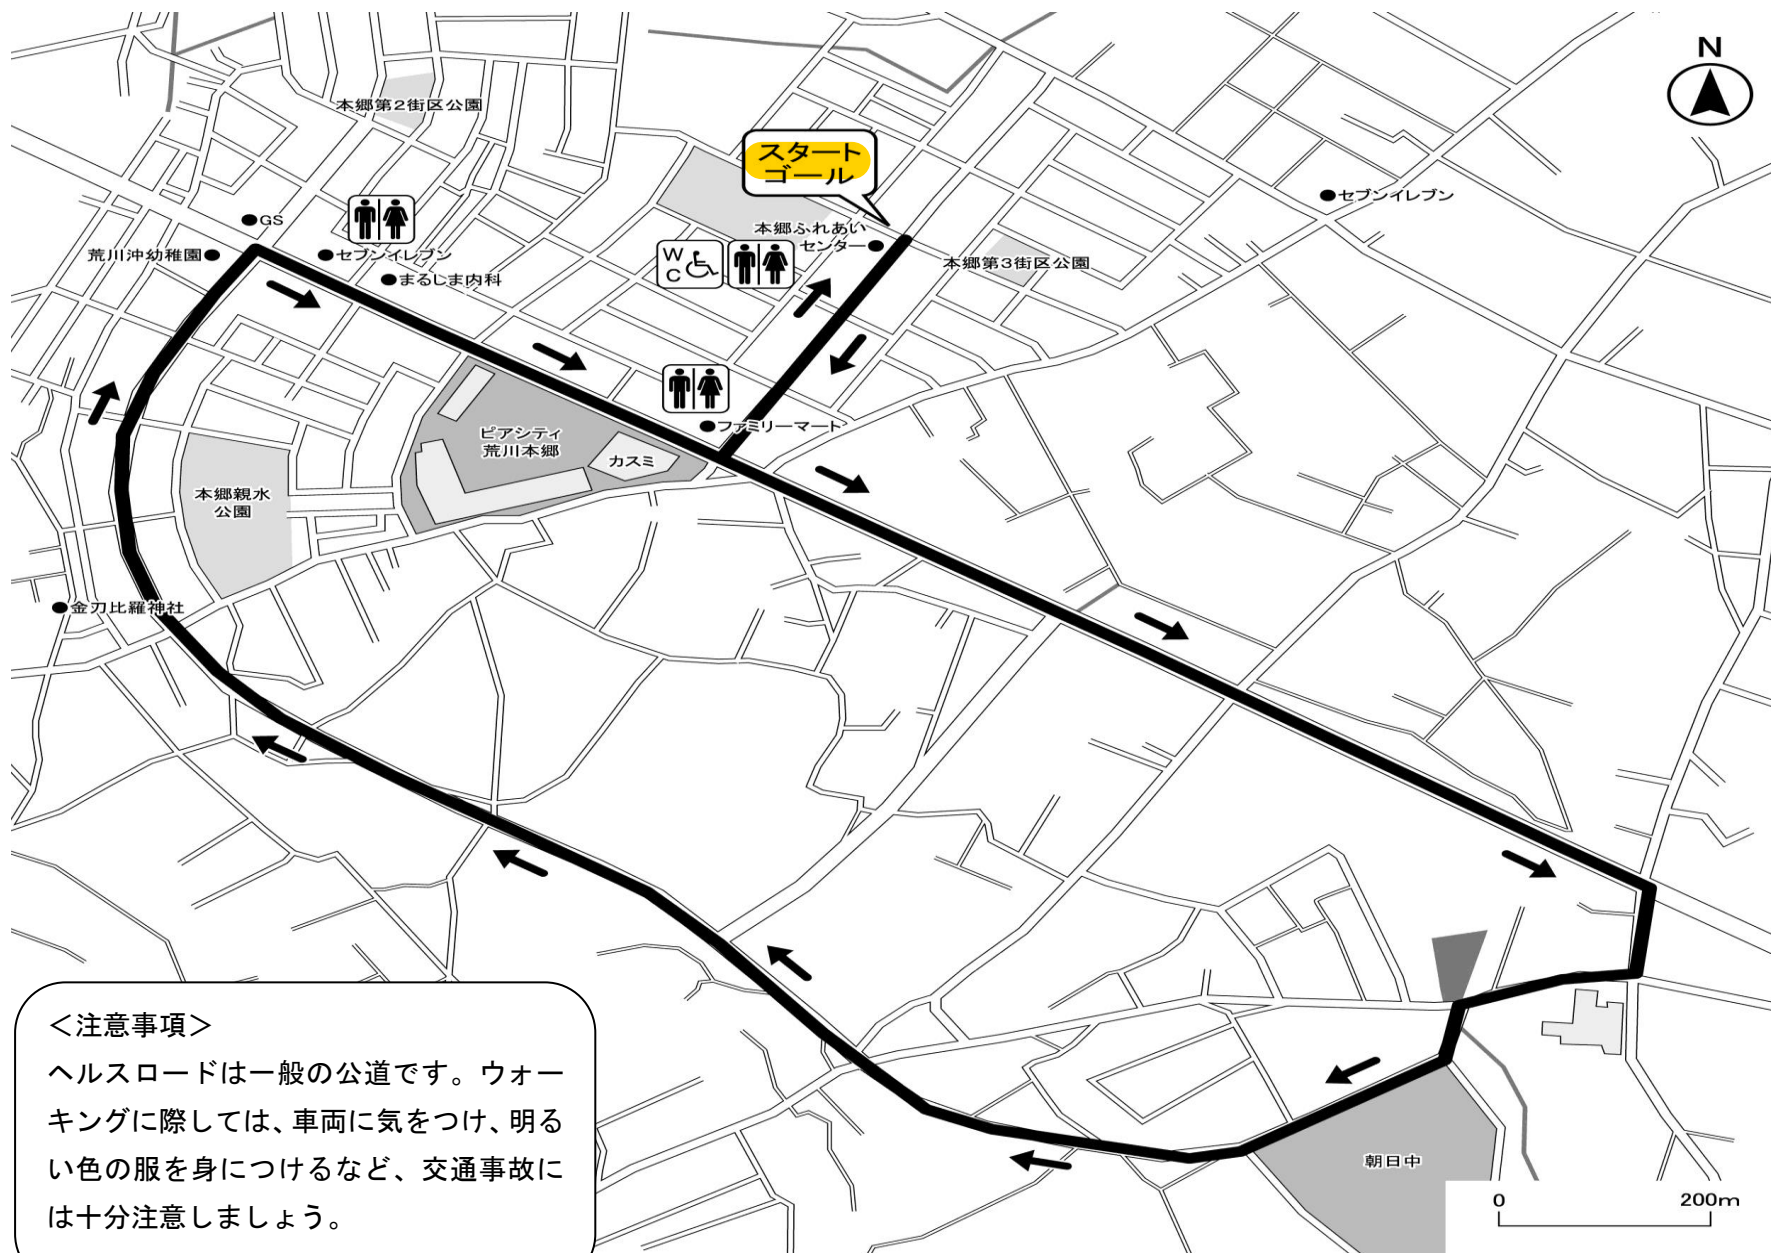 N
本郷第2街区公園
スタート
ゴール
セブンイレブン
GS
本郷ふれあい
センター
荒川沖幼稚園
セブンイレブン
W
C
本郷第3街区公園
まるしま内科
ファミリーマート
ピアシティ
荒川本郷
カスミ
本郷親水
公園
金刃比羅神社
<注意事項>
ヘルスロードは一般の公道です。ウォー
キングに際しては、車両に気をつけ、明る
い色の服を身につけるなど、交通事故に
は十分注意しましょう。
朝日中
0 200m